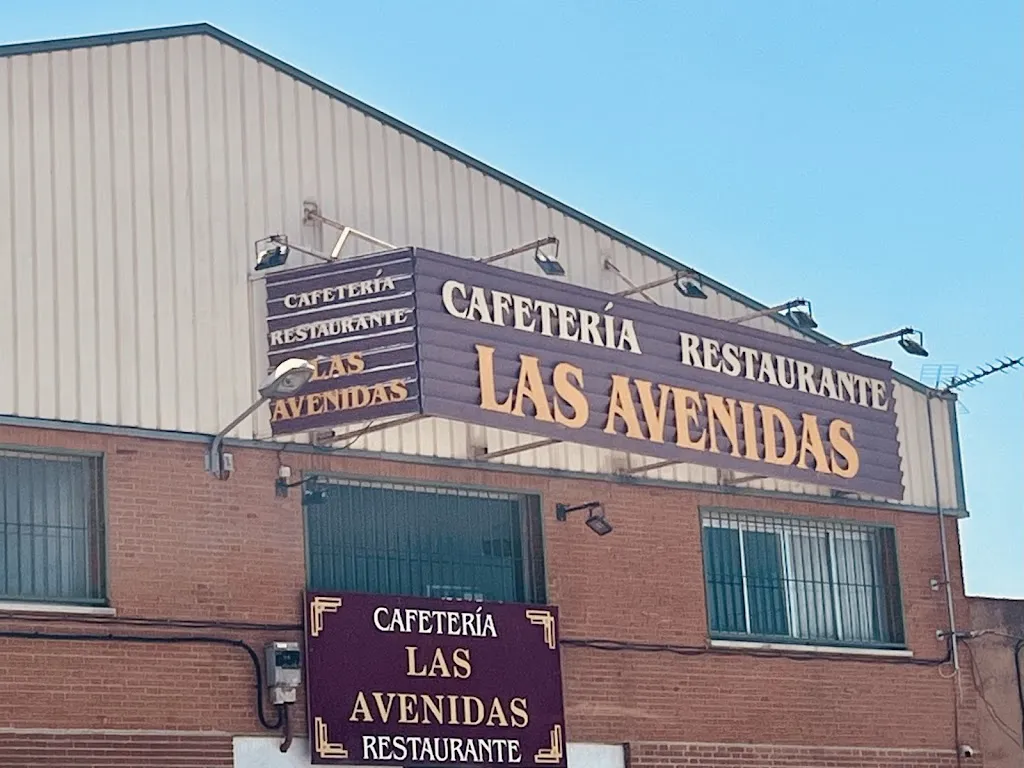 CAFETERÍA
RESTAURANTE
LAS
AVENIDAS
CAFETERÍA RESTAURANTE
LAS AVENIDAS
CAFETERÍA
LAS
AVENIDAS
RESTAURANTE